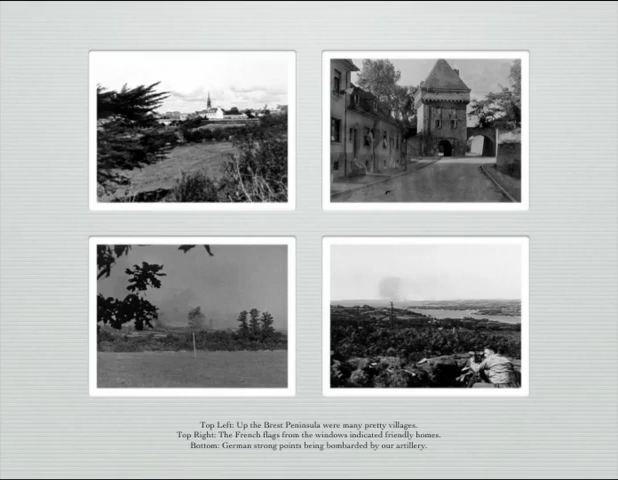 Top Left: Up the Brest Peninsula were many pretty villages.
Top Right: The French flags from the windows indicated friendly homes.
Bottom: German strong points being bombarded by our artillery.